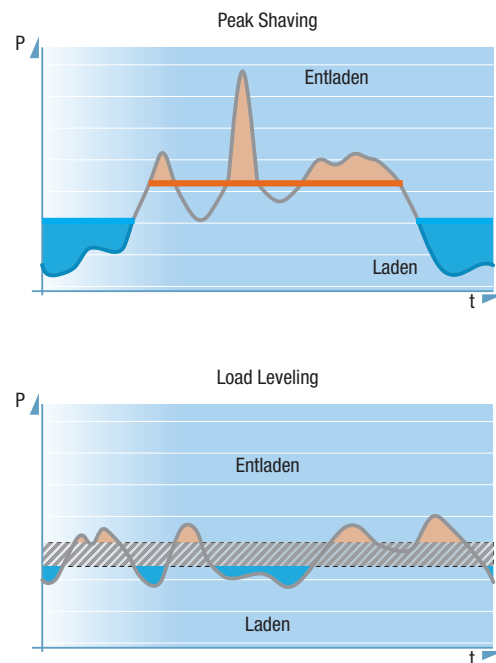 Peak Shaving
P
Entladen
Laden
t
Load Leveling
P
Entladen
Laden
t